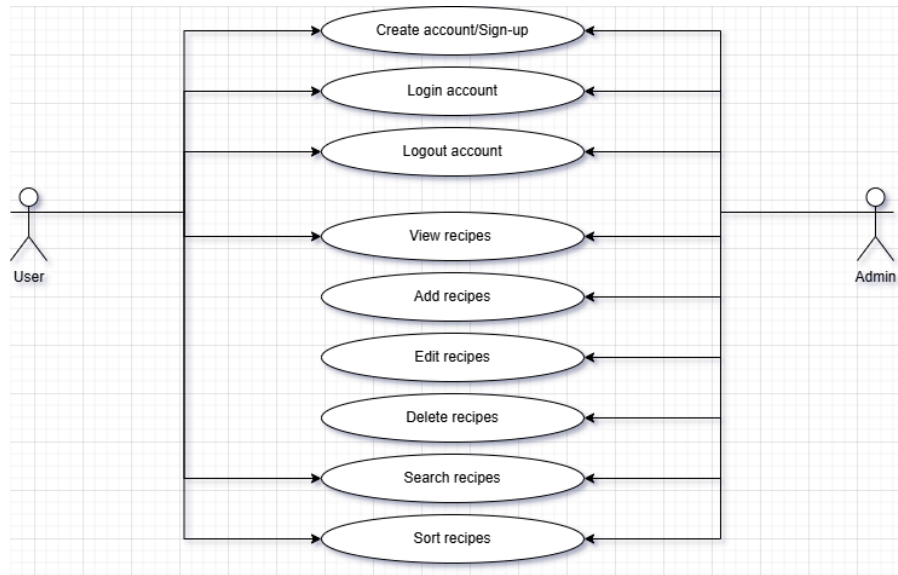 Create account/Sign-up
Login account
Logout account
View recipes
User
Admin
Add recipes
Edit recipes
Delete recipes
Search recipes
Sort recipes